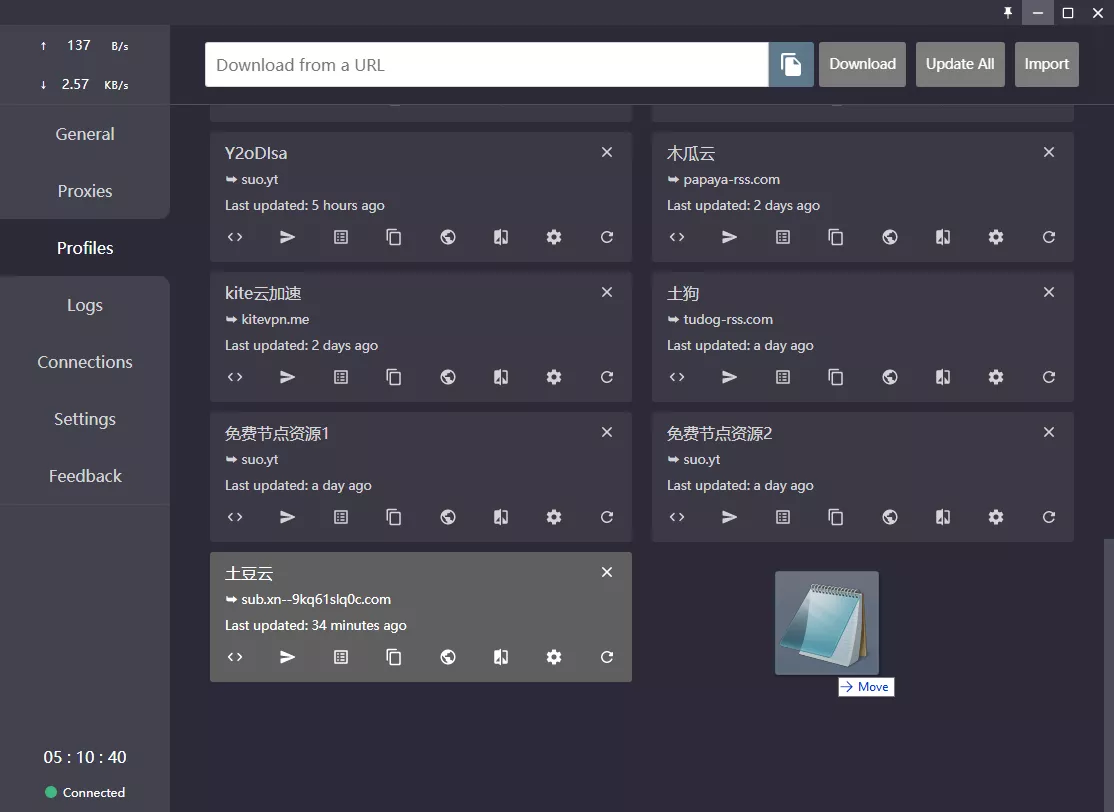 ↑ 137 B/s
↓ 2.57 KB/s
General
Proxies
Profiles
Logs
Connections
Settings
Feedback
05 : 10 : 40
Connected
Download from a URL
Download
Update All
Import
Y2oDIsa
suo.yt
Last updated: 5 hours ago
木瓜云
papaya-rss.com
Last updated: 2 days ago
kite云加速
kitevpn.me
Last updated: 2 days ago
土狗
tudog-rss.com
Last updated: a day ago
免费节点资源1
suo.yt
Last updated: a day ago
免费节点资源2
suo.yt
Last updated: a day ago
土豆云
sub.xn--9kq61slq0c.com
Last updated: 34 minutes ago
Move